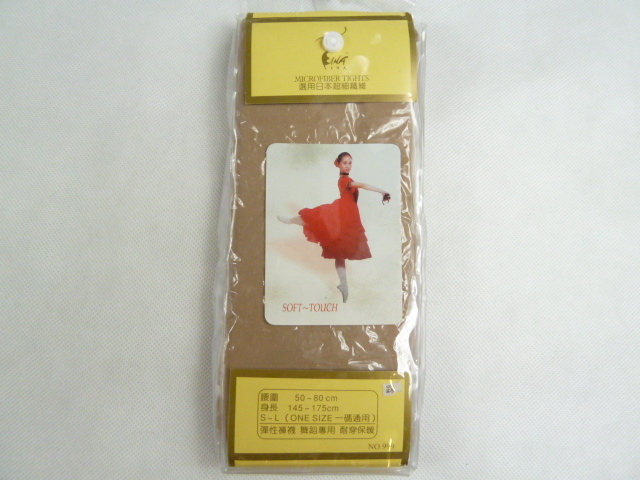 MICROFIBER TIGHTS
選用日本超細纖維
SOFT~TOUCH
腰圍 50-80cm
身長 145-175cm
S-L (ONE SIZE 一碼通用)
彈性褲襪 舞蹈專用 耐穿保暖